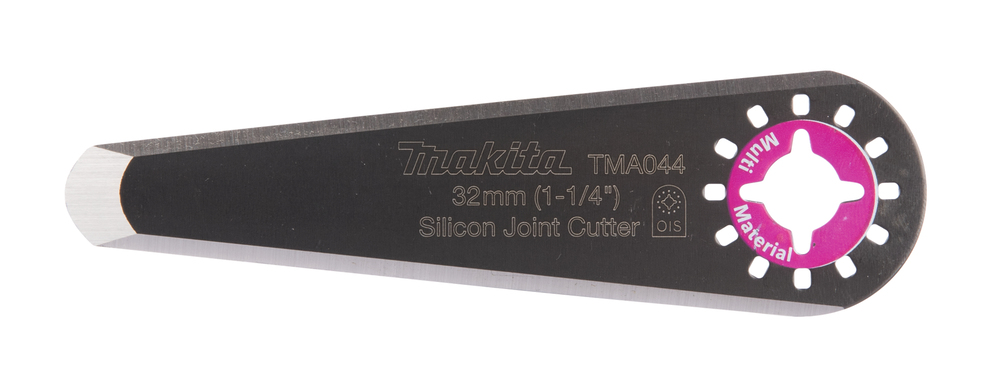 Makita TMA044
32mm (1-1/4")
Silicon Joint Cutter
OIS
Multi
Material